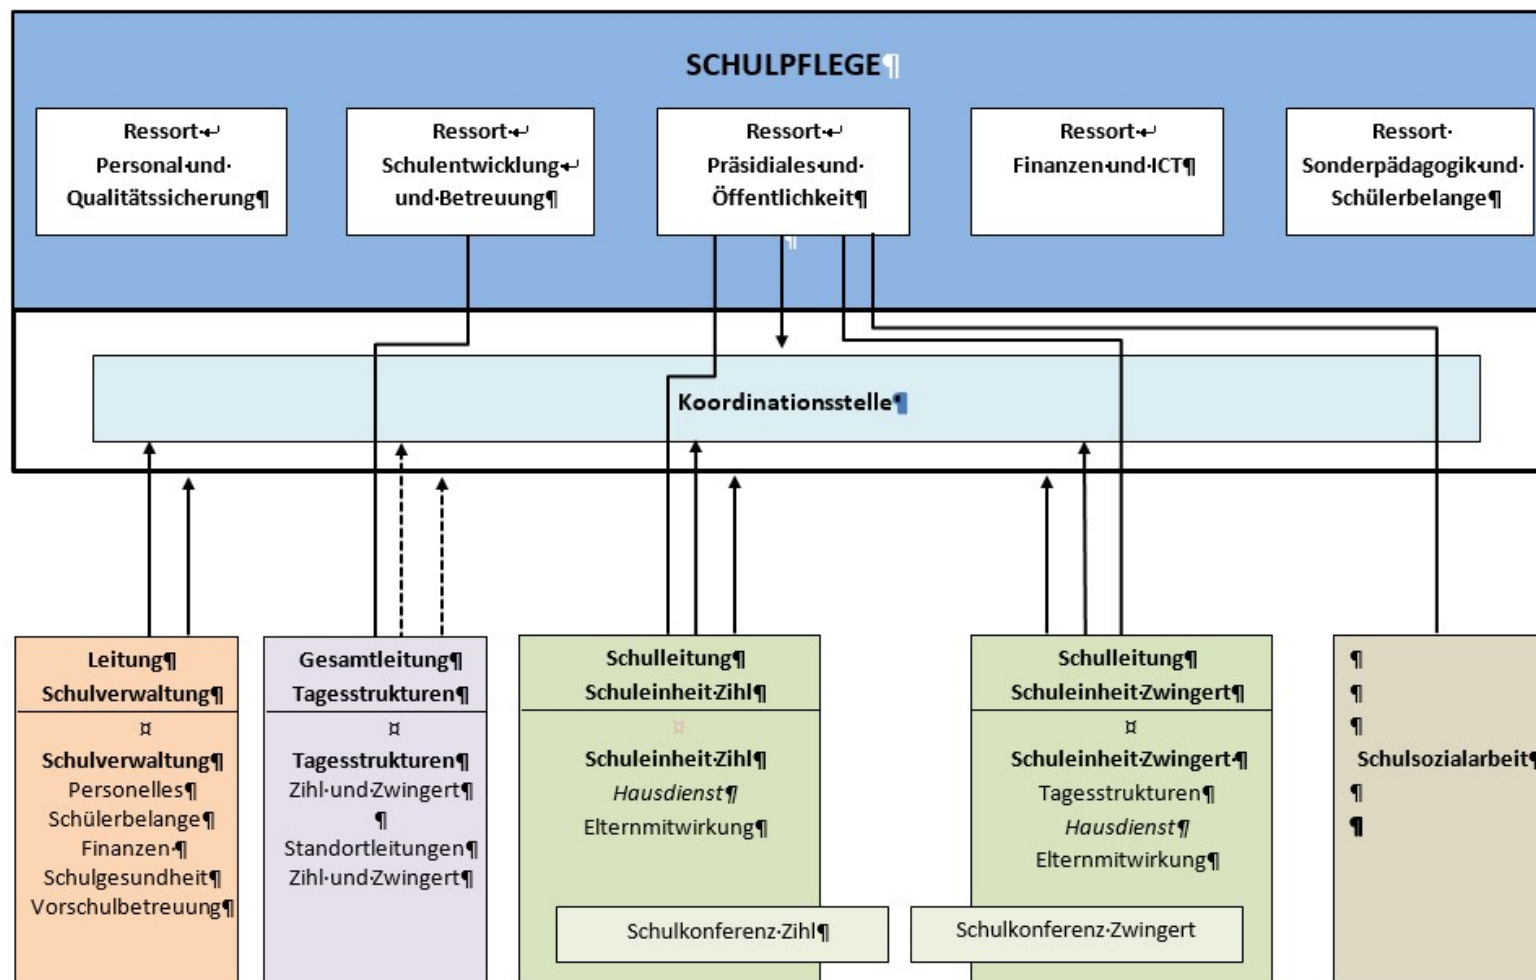 SCHULPFLEGE¶
Ressort·↵
Personal·und·
Qualitätssicherung¶
Ressort·↵
Schulentwicklung·↵
und·Betreuung¶
Ressort·↵
Präsidiales·und·
Öffentlichkeit¶
¶
Ressort·↵
Finanzen·und·ICT¶
Ressort·
Sonderpädagogik·und·
Schülerbelange¶
Koordinationsstelle¶
Leitung¶
Schulverwaltung¶
¤
Schulverwaltung¶
Personelles¶
Schülerbelange¶
Finanzen·¶
Schulgesundheit¶
Vorschulbetreuung¶
Gesamtleitung¶
Tagesstrukturen¶
¤
Tagesstrukturen¶
Zihl·und·Zwingert¶
¶
Standortleitungen¶
Zihl·und·Zwingert¶
Schulleitung¶
Schuleinheit·Zihl¶
¤
Schuleinheit·Zihl¶
Hausdienst¶
Elternmitwirkung¶
Schulkonferenz·Zihl¶
Schulleitung¶
Schuleinheit·Zwingert¶
¤
Schuleinheit·Zwingert·¶
Tagesstrukturen¶
Hausdienst¶
Elternmitwirkung¶
Schulkonferenz·Zwingert
¶
¶
¶
Schulsozialarbeit¶
¶
¶